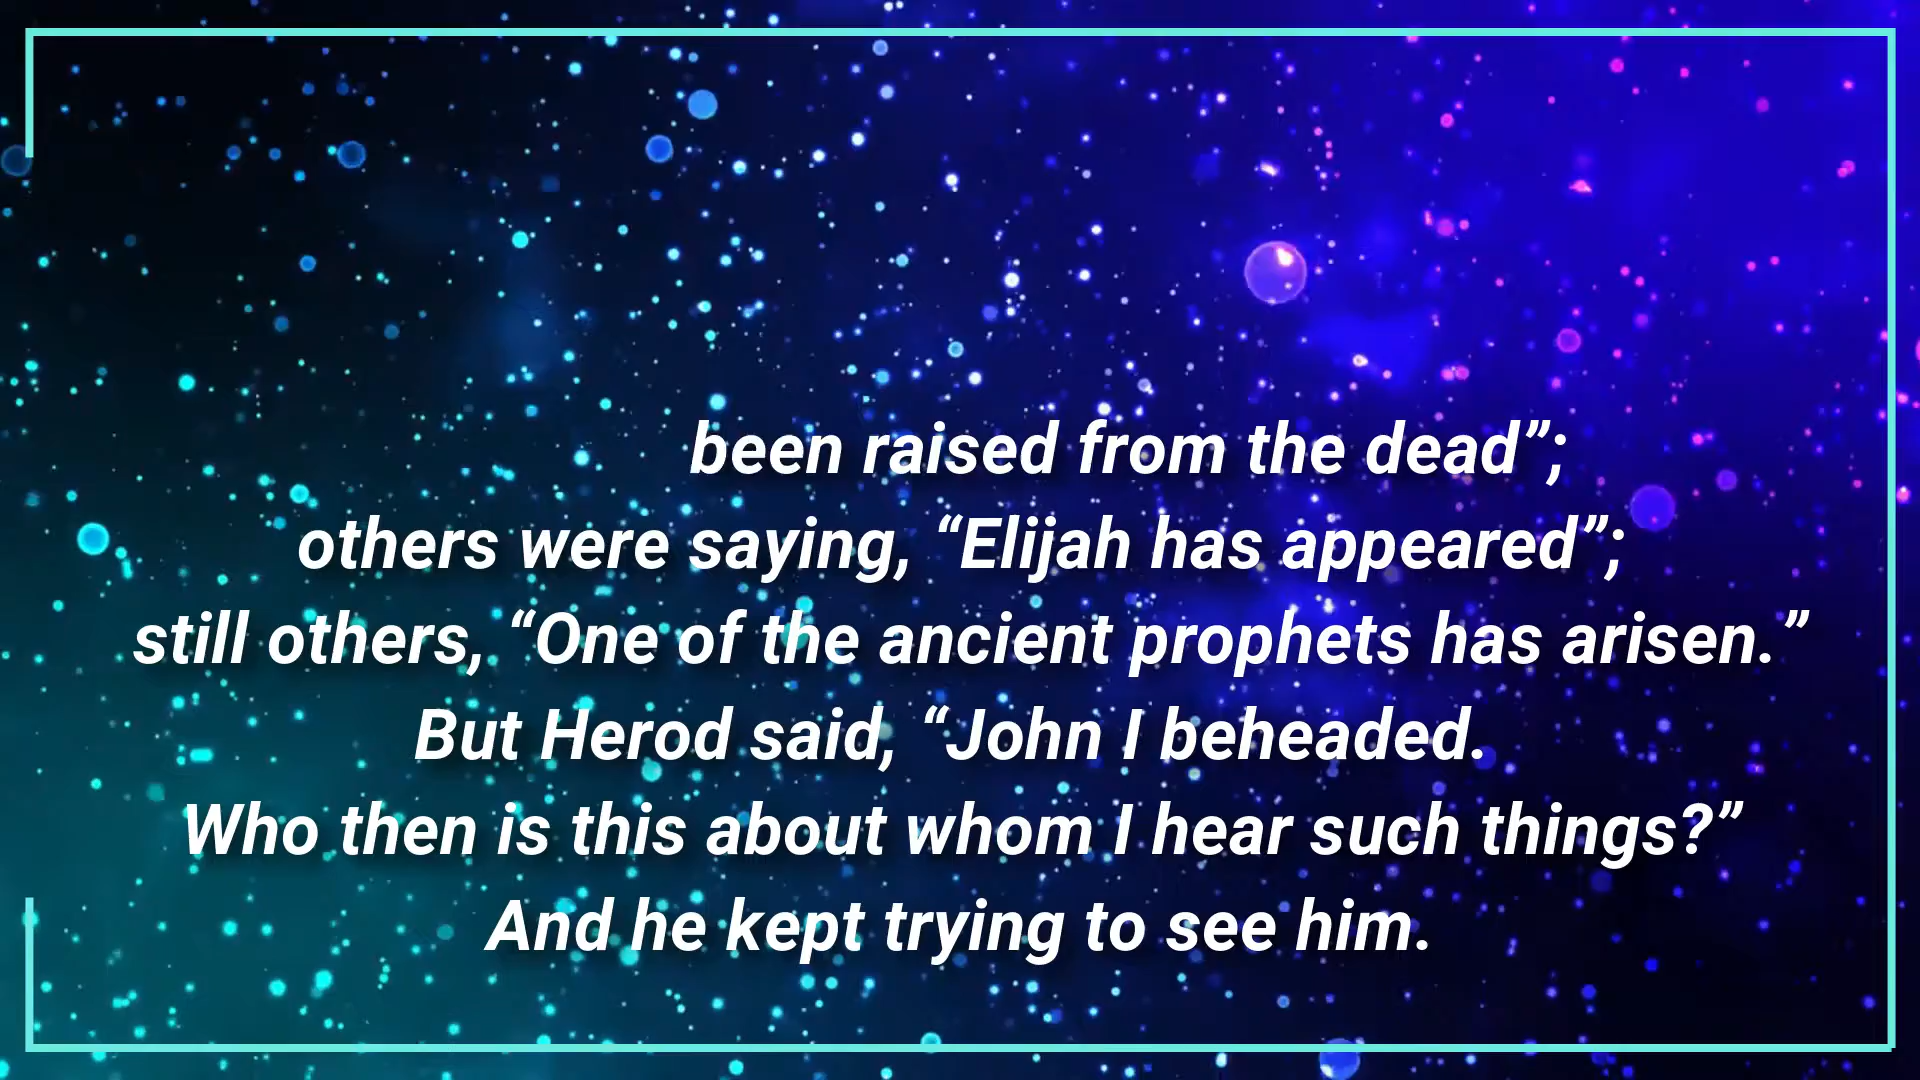 been raised from the dead”;
others were saying, “Elijah has appeared”;
still others, “One of the ancient prophets has arisen.”
But Herod said, “John I beheaded.
Who then is this about whom I hear such things?”
And he kept trying to see him.